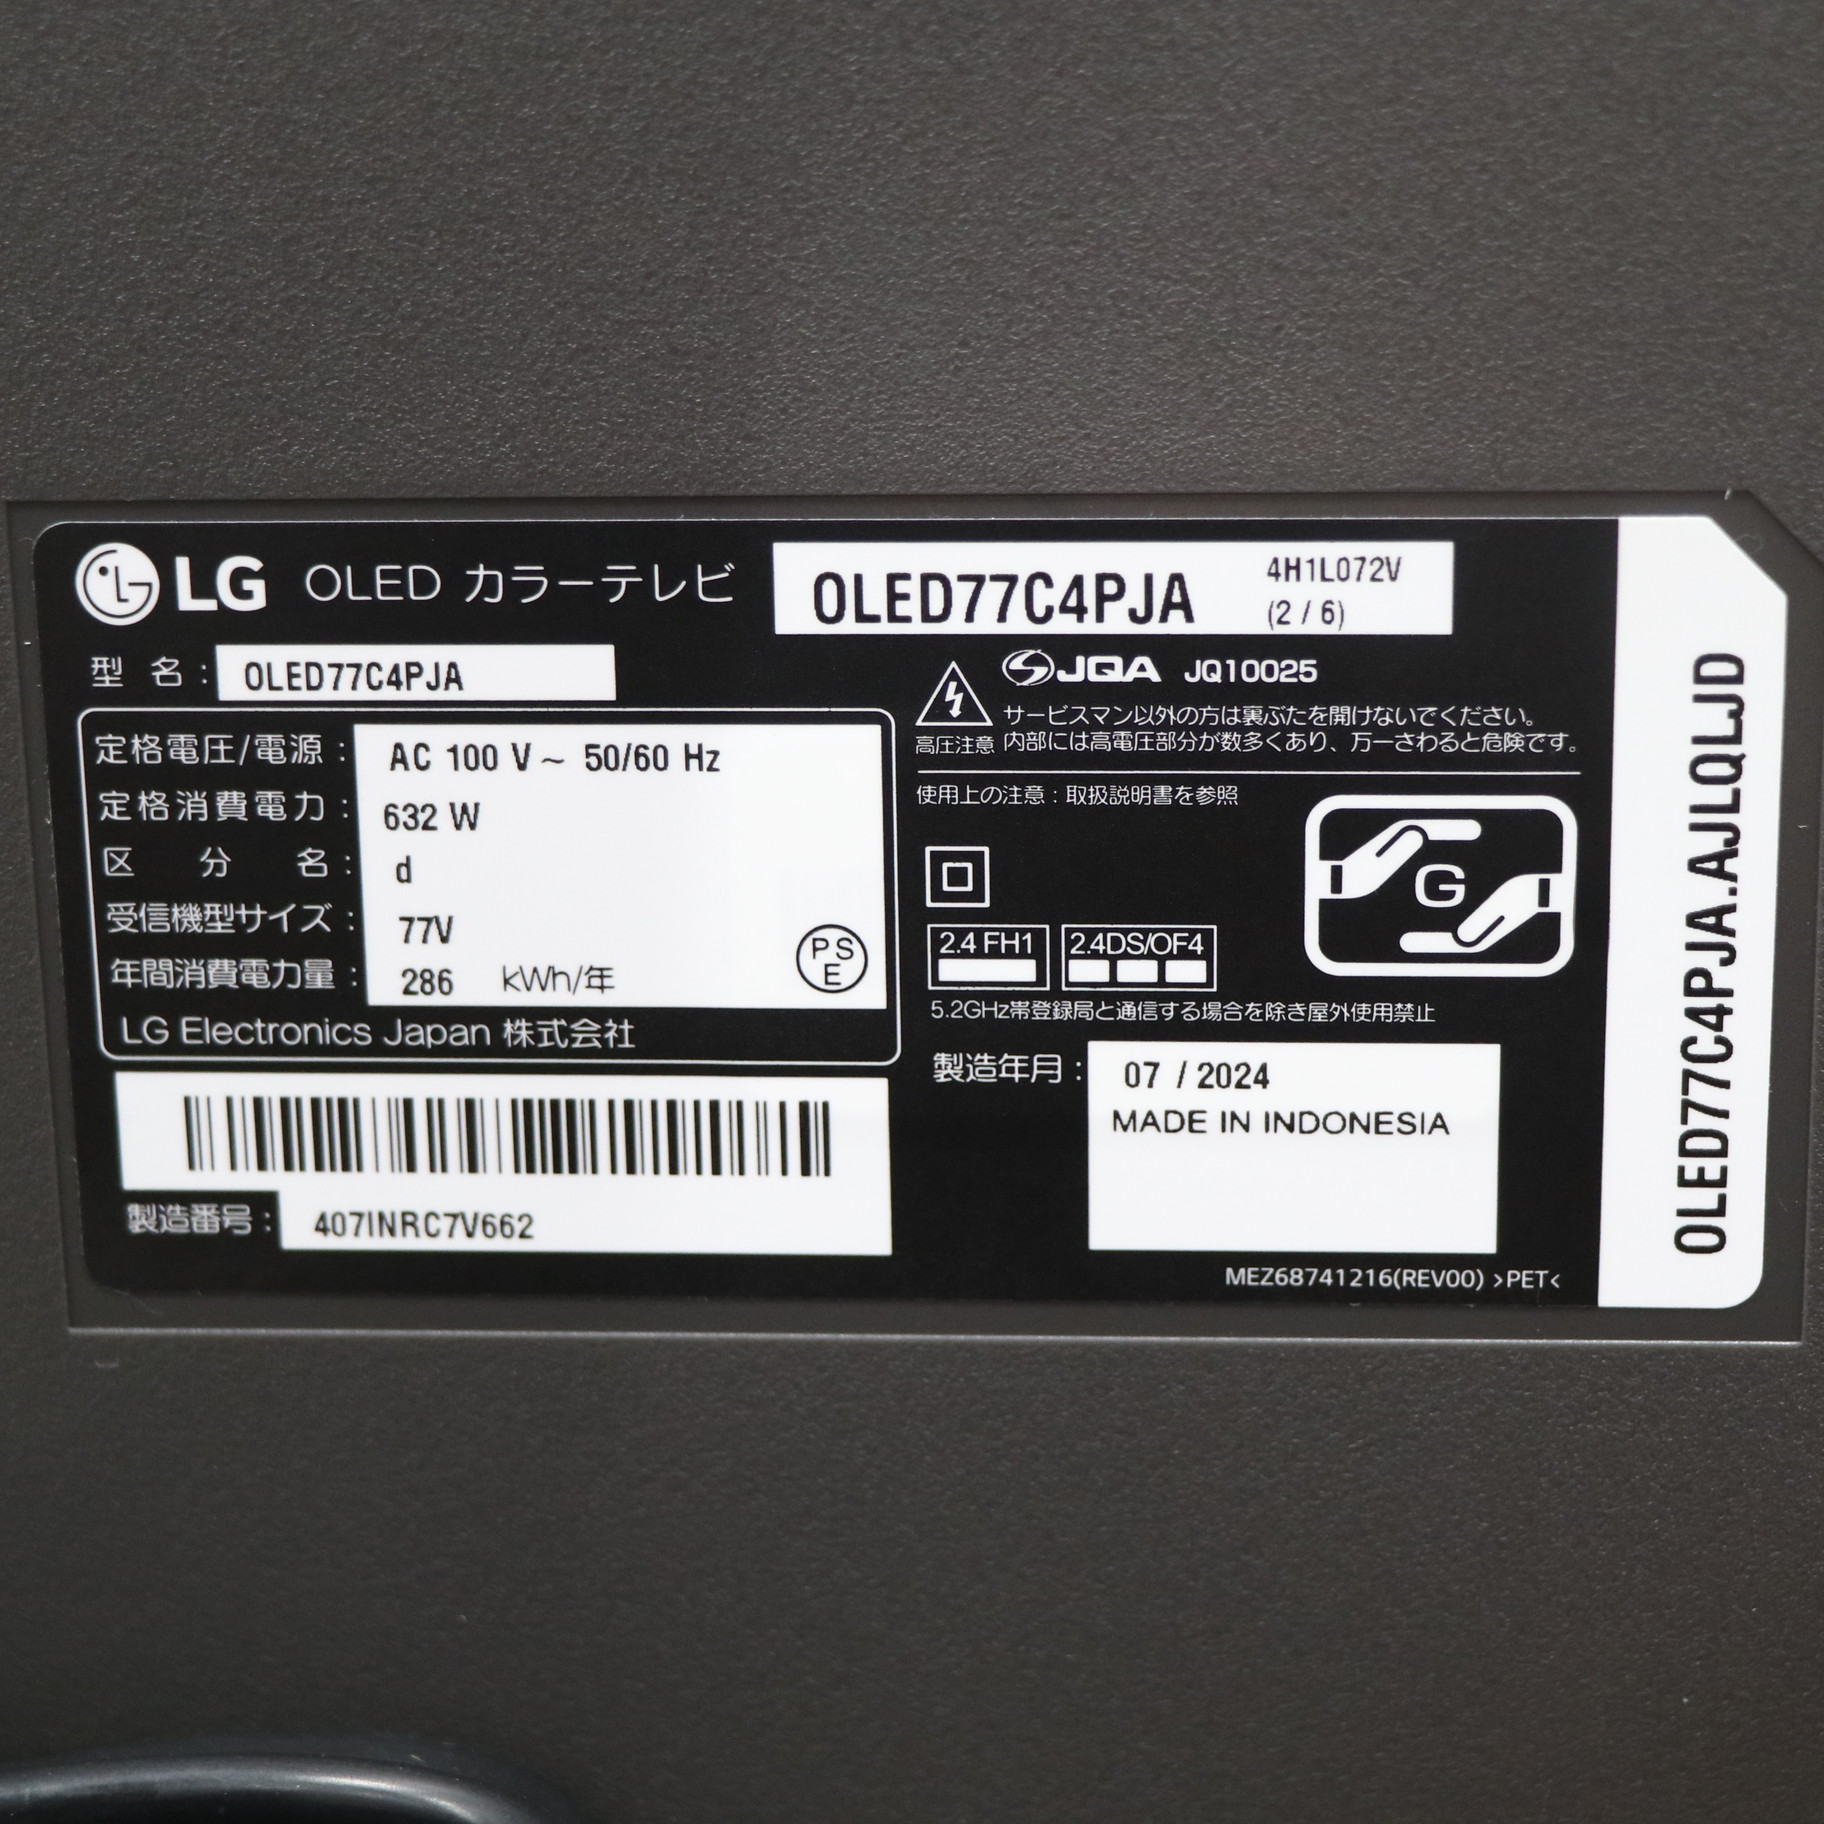 LG OLED カラーテレビ OLED77C4PJA 4H1L072V
(2 / 6)
型 名 : OLED77C4PJA
定格電圧/電源 : AC 100 V ~ 50/60 Hz
定格消費電力 : 632 W
区 分 名 : d
受信機型サイズ : 77V
年間消費電力量 : 286 kWh/年
PS
E
LG Electronics Japan 株式会社
製造番号 : 407INRC7V662
JQA JQ10025
サービスマン以外の方は裏ぶたを開けないでください。
高圧注意 内部には高電圧部分が数多くあり、万一さわると危険です。
使用上の注意 : 取扱説明書を参照
G
2.4 FH1 2.4DS/OF4
5.2GHz帯登録局と通信する場合を除き屋外使用禁止
製造年月 : 07 / 2024
MADE IN INDONESIA
MEZ68741216(REV00) >PET<
OLED77C4PJA.AJLQLJD